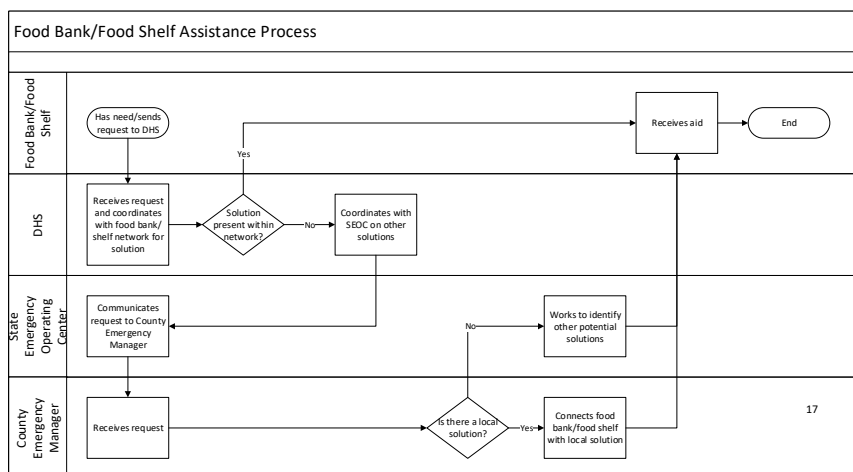 Food Bank/Food Shelf Assistance Process
Food Bank/Food
Shelf
Has need/sends
request to DHS
Yes
Receives aid
End
DHS
Receives request
and coordinates
with food bank/
shelf network for
solution
Solution
present within
network?
No
Coordinates with
SEOC on other
solutions
State
Emergency
Operating
Center
Communicates
request to County
Emergency
Manager
No
Works to identify
other potential
solutions
County
Emergency
Manager
Receives request
Is there a local
solution?
Yes
Connects food
bank/food shelf
with local solution
17